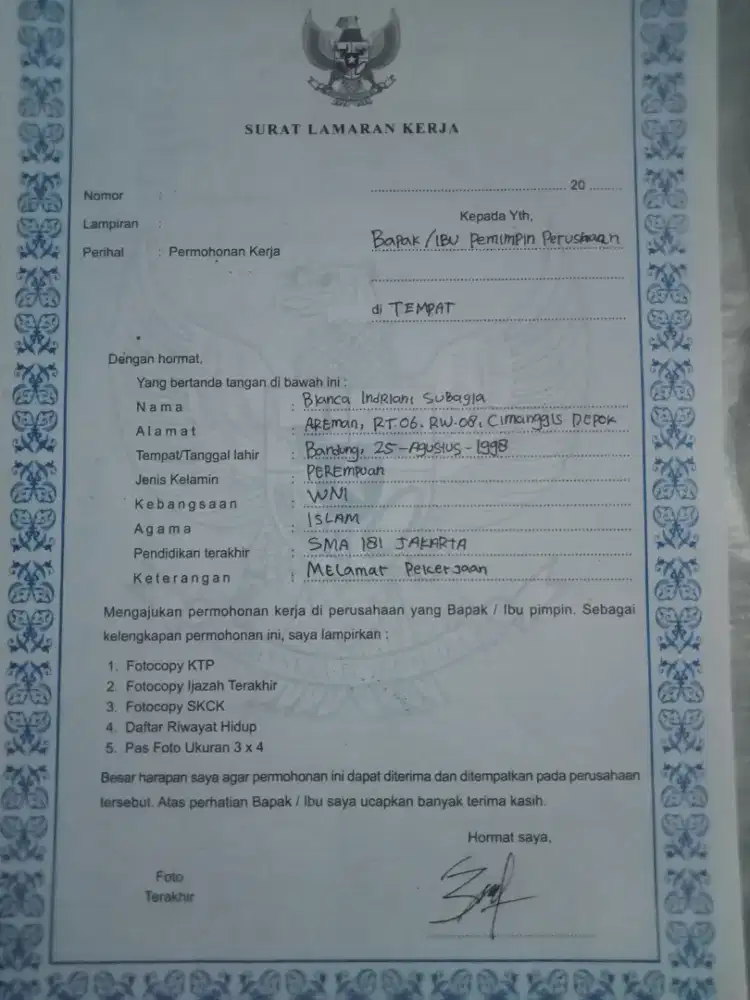 SURAT LAMARAN KERJA
........................ 20 ........
Nomor :
Kepada Yth,
Lampiran :
Bapak/IBU Pemimpin Perushaan
Perihal : Permohonan Kerja
di TEMPAT
Dengan hormat,
Yang bertanda tangan di bawah ini :
Nama : Bianca IndRiani SuBagia
Alamat : AREman, RT.06. RW.08. Cimanggis DEPOK
Tempat/Tanggal lahir : Bandung, 25-Agustus-1998
Jenis Kelamin : PEREmpuan
Kebangsaan : WNI
Agama : ISLAM
Pendidikan terakhir : SMA 181 JAKARTA
Keterangan : MELamar Pekerjaan
Mengajukan permohonan kerja di perusahaan yang Bapak / Ibu pimpin. Sebagai
kelengkapan permohonan ini, saya lampirkan :
1. Fotocopy KTP
2. Fotocopy Ijazah Terakhir
3. Fotocopy SKCK
4. Daftar Riwayat Hidup
5. Pas Foto Ukuran 3 x 4
Besar harapan saya agar permohonan ini dapat diterima dan ditempatkan pada perusahaan
tersebut. Atas perhatian Bapak / Ibu saya ucapkan banyak terima kasih.
Hormat saya,
Foto
Terakhir